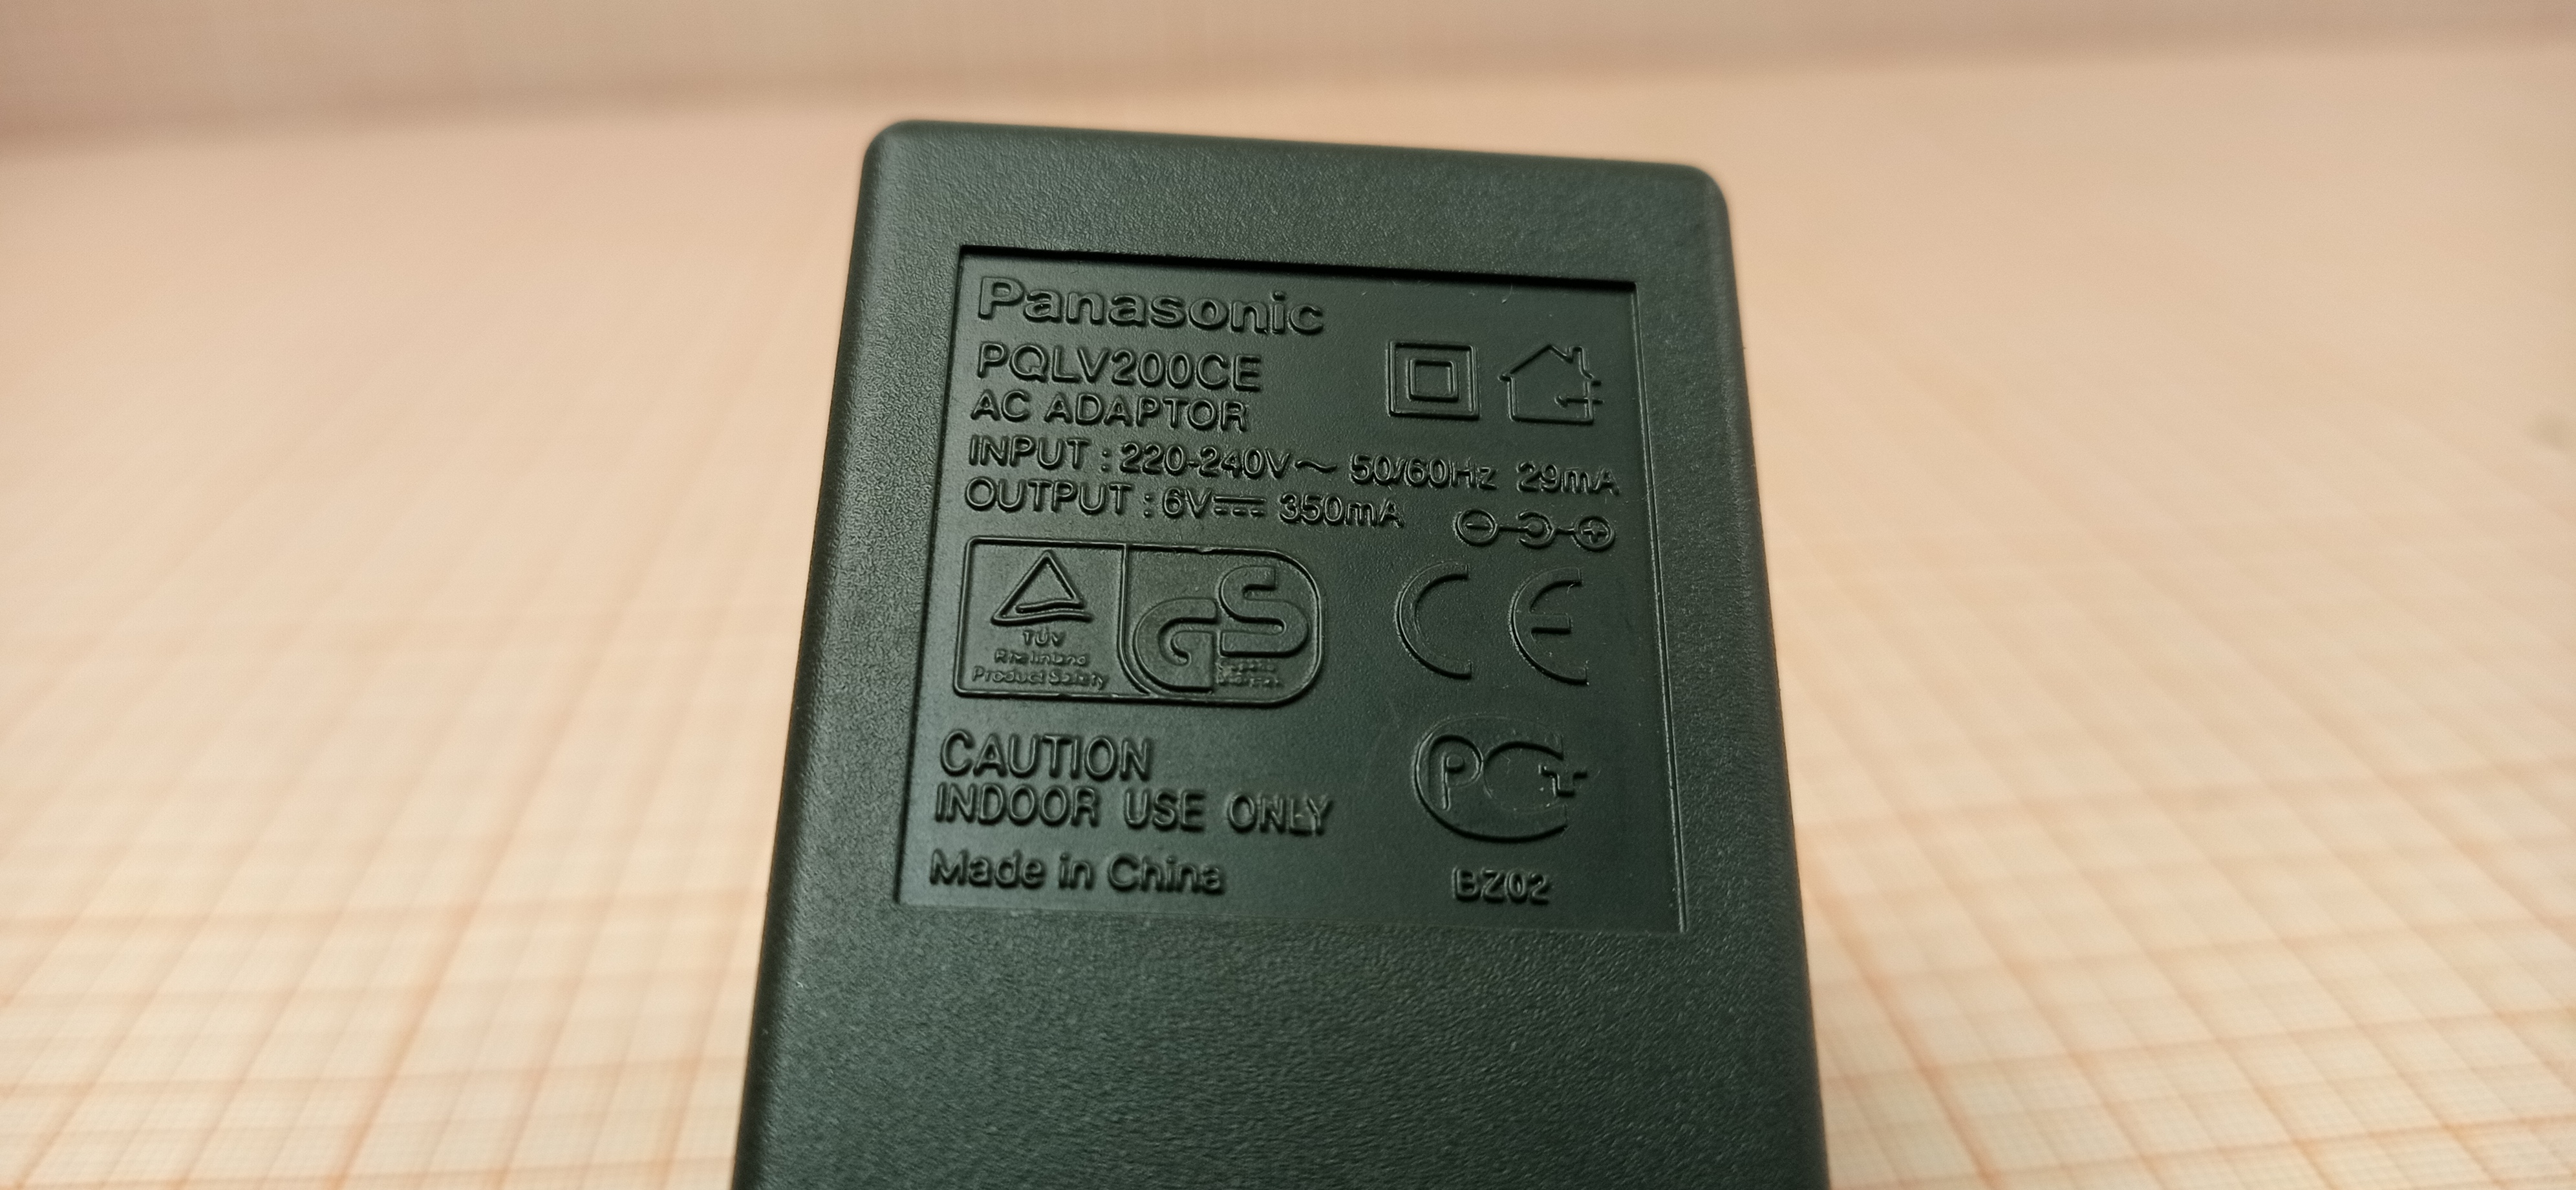 Panasonic
PQLV200CE
AC ADAPTOR
INPUT : 220-240V～ 50/60Hz 29mA
OUTPUT : 6V⎓ 350mA
TÜV
Rheinland
Product Safety
GS
CE
CAUTION
INDOOR USE ONLY
Made in China
BZ02